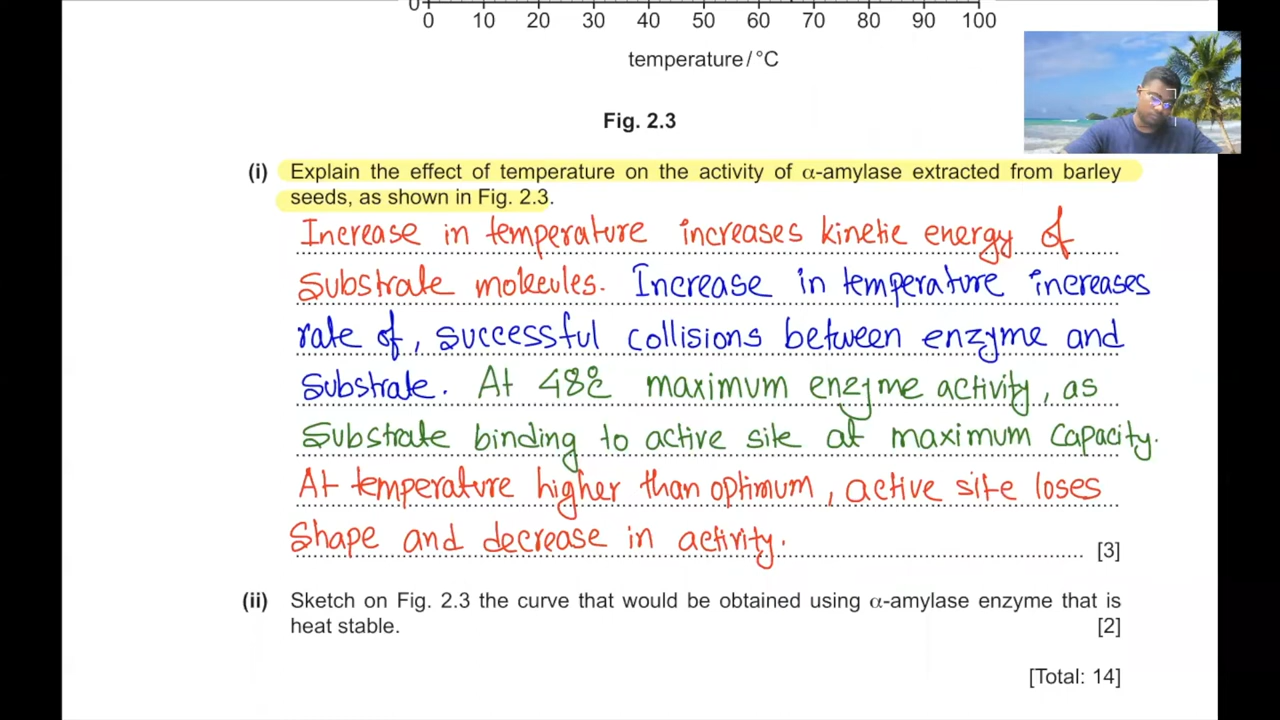 0
0 10 20 30 40 50 60 70 80 90 100
temperature / °C
Fig. 2.3
(i) Explain the effect of temperature on the activity of α-amylase extracted from barley
seeds, as shown in Fig. 2.3.
Increase in temperature increases kinetic energy of
substrate molecules. Increase in temperature increases
rate of, successful collisions between enzyme and
substrate. At 48°C maximum enzyme activity, as
substrate binding to active site at maximum capacity.
At temperature higher than optimum, active site loses
shape and decrease in activity.
[3]
(ii) Sketch on Fig. 2.3 the curve that would be obtained using α-amylase enzyme that is
heat stable. [2]
[Total: 14]